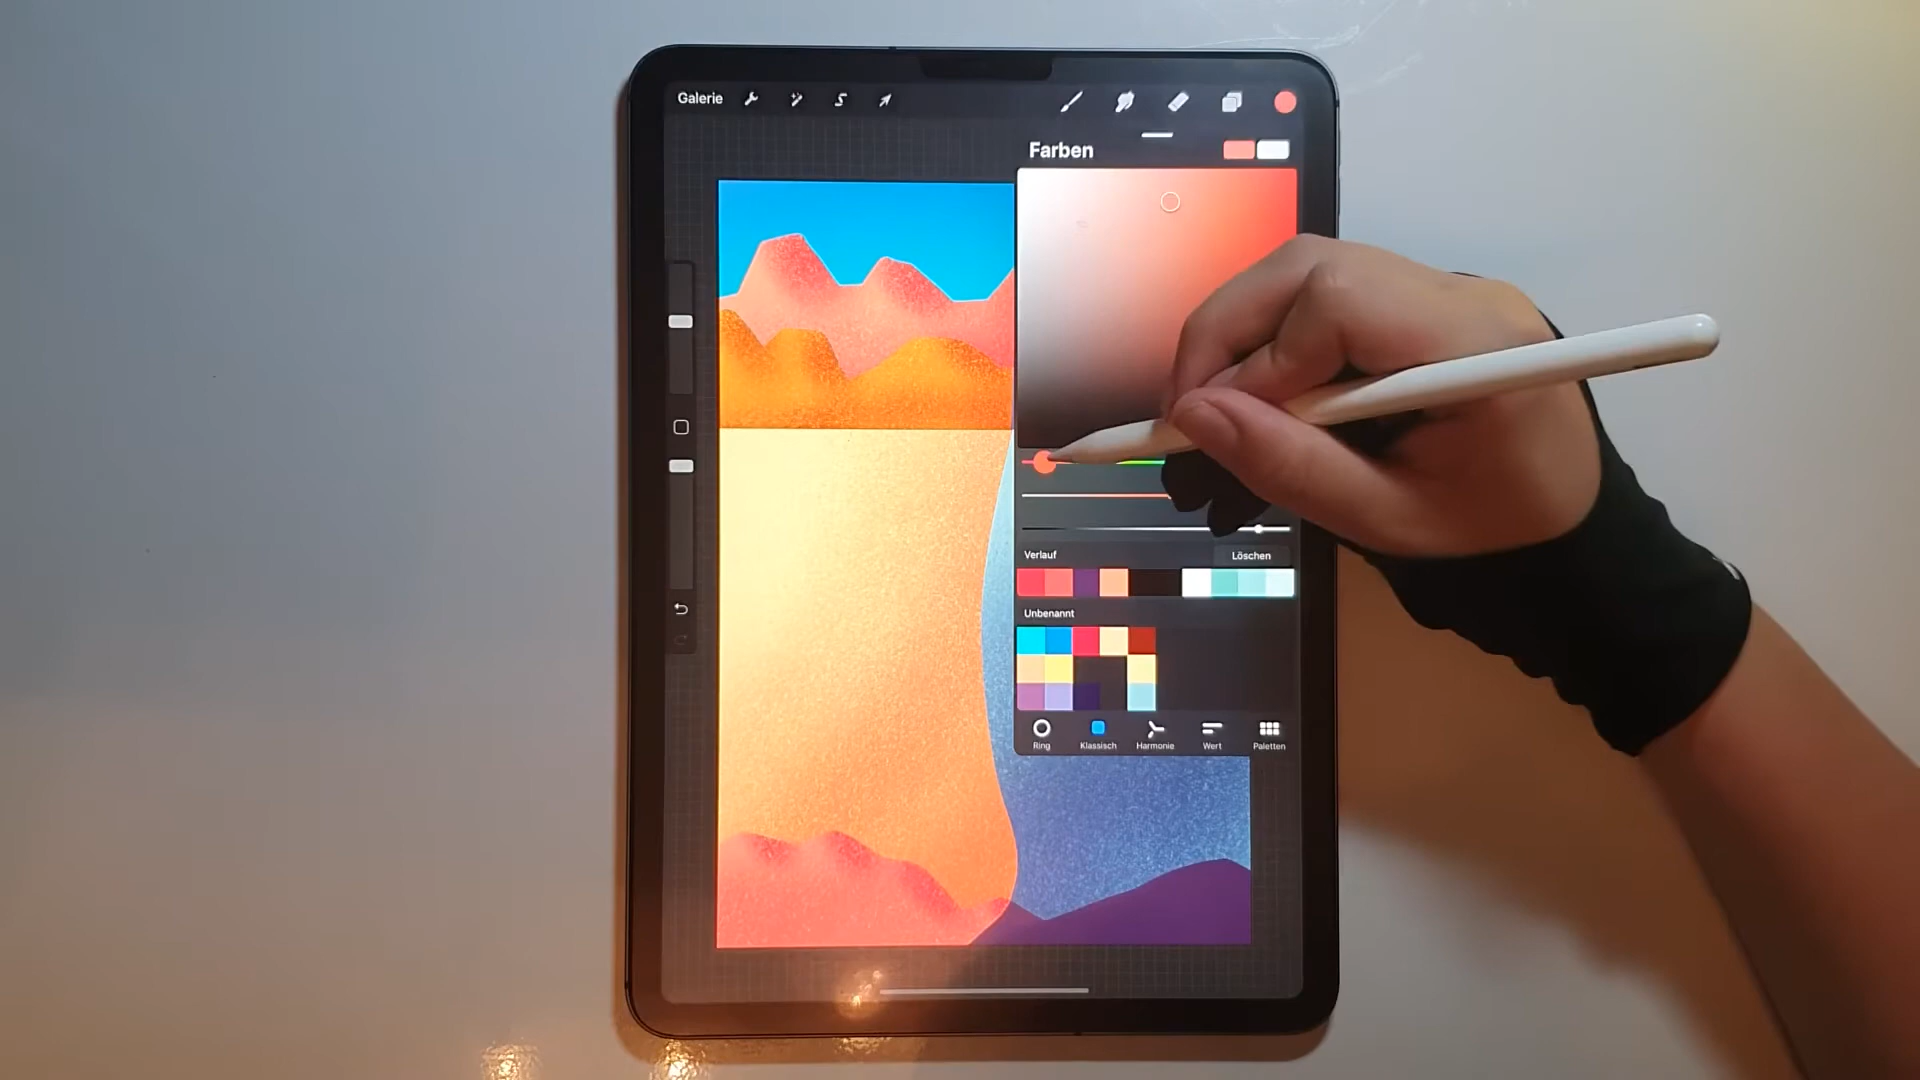 Galerie
Farben
Verlauf Löschen
Unbenannt
Ring Klassisch Harmonie Wert Paletten